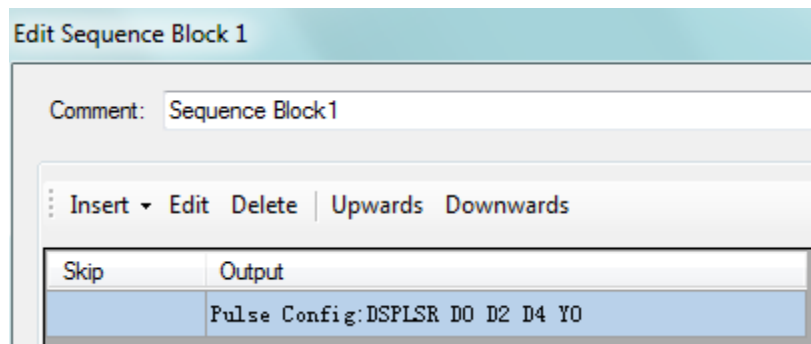 Edit Sequence Block 1
Comment: Sequence Block1
Insert Edit Delete Upwards Downwards
Skip Output
Pulse Config:DSPLSR D0 D2 D4 Y0